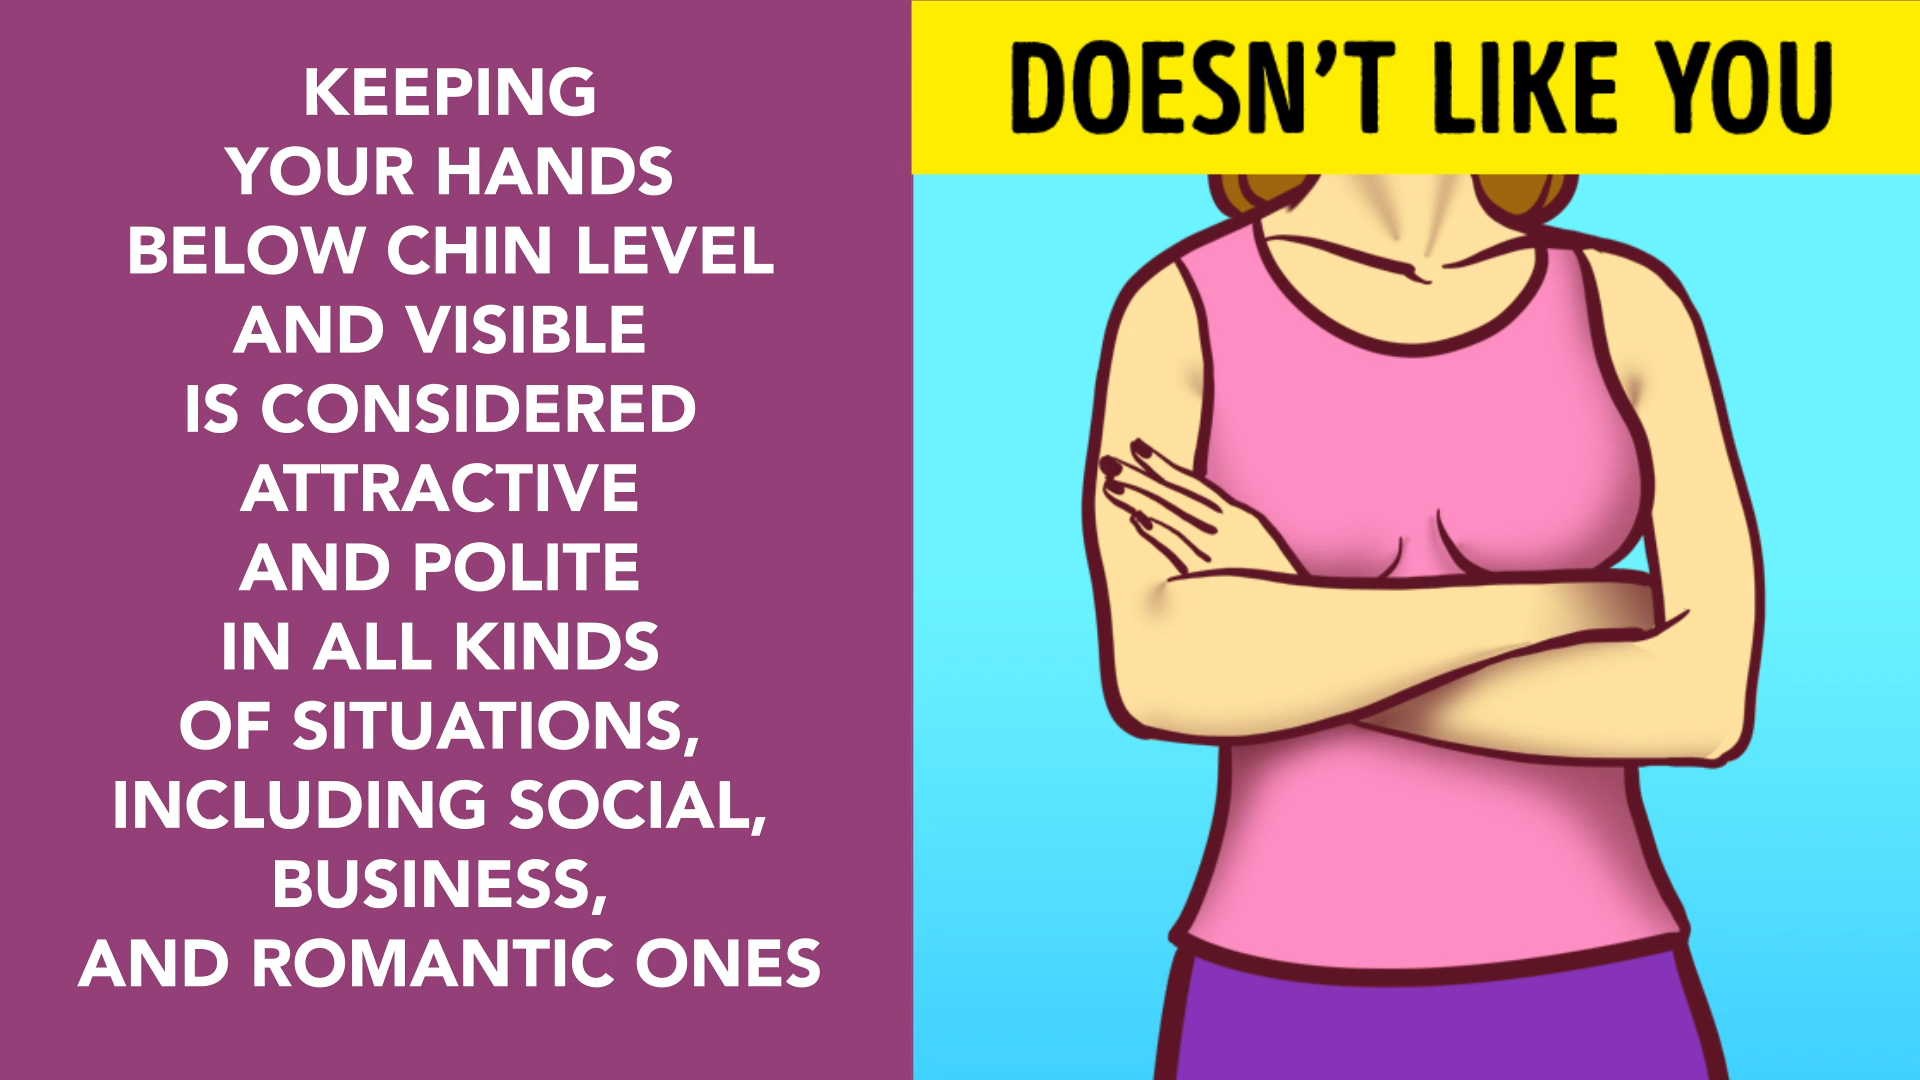 KEEPING
YOUR HANDS
BELOW CHIN LEVEL
AND VISIBLE
IS CONSIDERED
ATTRACTIVE
AND POLITE
IN ALL KINDS
OF SITUATIONS,
INCLUDING SOCIAL,
BUSINESS,
AND ROMANTIC ONES
DOESN'T LIKE YOU